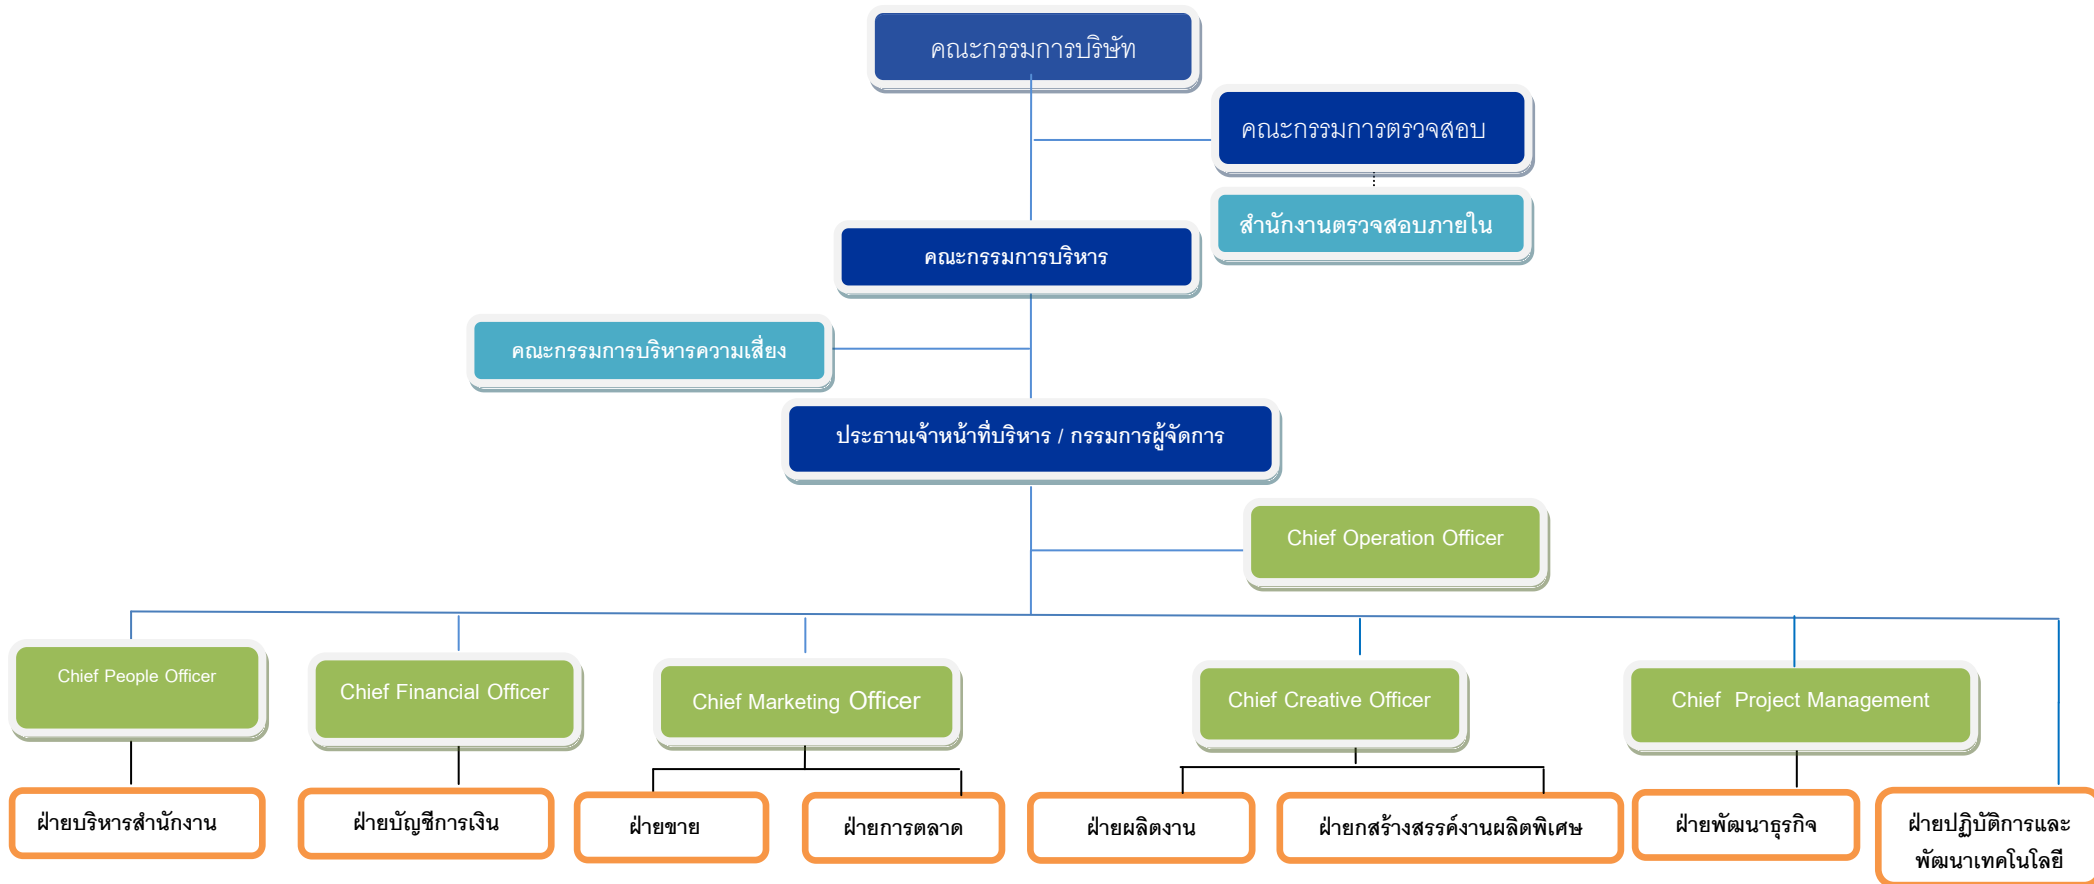 คณะกรรมการบริษัท
คณะกรรมการตรวจสอบ
สำนักงานตรวจสอบภายใน
คณะกรรมการบริหาร
คณะกรรมการบริหารความเสี่ยง
ประธานเจ้าหน้าที่บริหาร / กรรมการผู้จัดการ
Chief Operation Officer
Chief People Officer
Chief Financial Officer
Chief Marketing Officer
Chief Creative Officer
Chief Project Management
ฝ่ายบริหารสำนักงาน
ฝ่ายบัญชีการเงิน
ฝ่ายขาย
ฝ่ายการตลาด
ฝ่ายผลิตงาน
ฝ่ายกสร้างสรรค์งานผลิตพิเศษ
ฝ่ายพัฒนาธุรกิจ
ฝ่ายปฏิบัติการและ
พัฒนาเทคโนโลยี